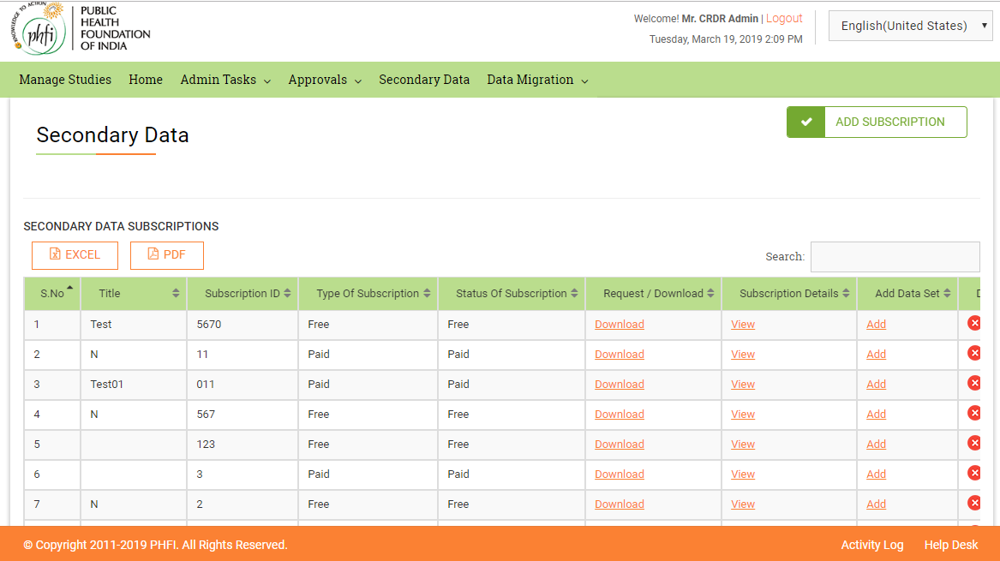 KNOWLEDGE TO ACTION
phfi
PUBLIC
HEALTH
FOUNDATION
OF INDIA
Welcome! Mr. CRDR Admin | Logout
Tuesday, March 19, 2019 2:09 PM
English(United States)
Manage Studies Home Admin Tasks Approvals Secondary Data Data Migration
Secondary Data
ADD SUBSCRIPTION
SECONDARY DATA SUBSCRIPTIONS
EXCEL PDF
Search:
S.No Title Subscription ID Type Of Subscription Status Of Subscription Request / Download Subscription Details Add Data Set
1 Test 5670 Free Free Download View Add
2 N 11 Paid Paid Download View Add
3 Test01 011 Paid Paid Download View Add
4 N 567 Free Free Download View Add
5 123 Free Free Download View Add
6 3 Paid Paid Download View Add
7 N 2 Free Free Download View Add
© Copyright 2011-2019 PHFI. All Rights Reserved.
Activity Log Help Desk